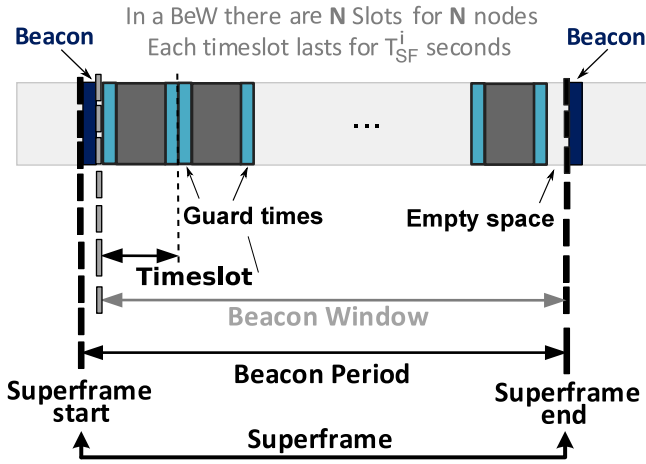 In a BeW there are N Slots for N nodes
Each timeslot lasts for T_SF^i seconds
Beacon
Beacon
...
Guard times
Empty space
Timeslot
Beacon Window
Beacon Period
Superframe
start
Superframe
end
Superframe